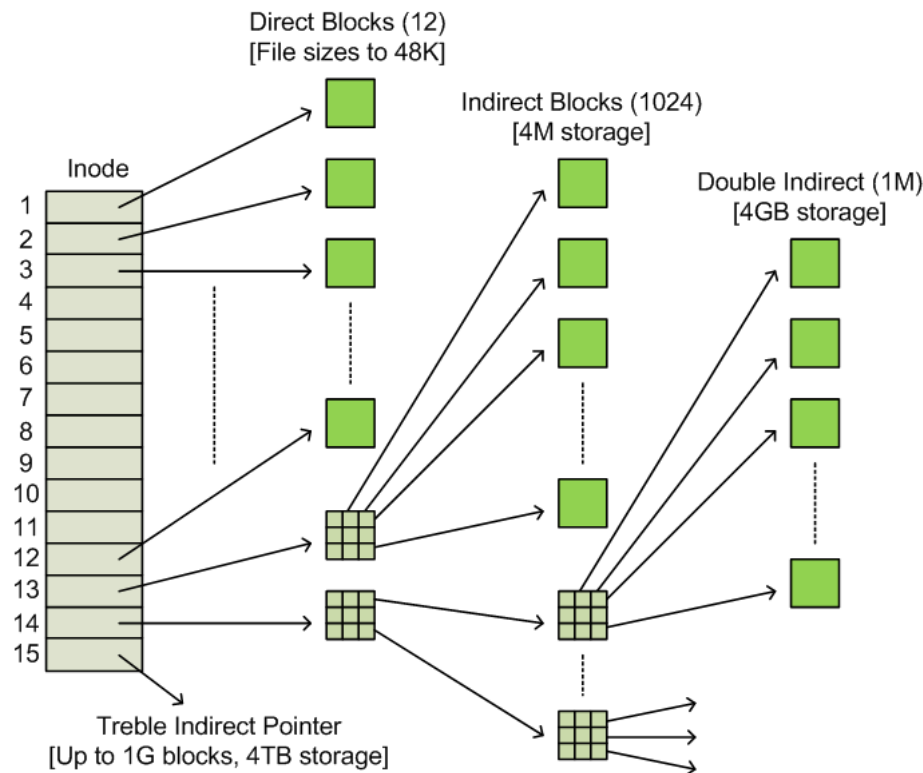 Direct Blocks (12)
[File sizes to 48K]
Indirect Blocks (1024)
[4M storage]
Double Indirect (1M)
[4GB storage]
Inode
1
2
3
4
5
6
7
8
9
10
11
12
13
14
15
Treble Indirect Pointer
[Up to 1G blocks, 4TB storage]